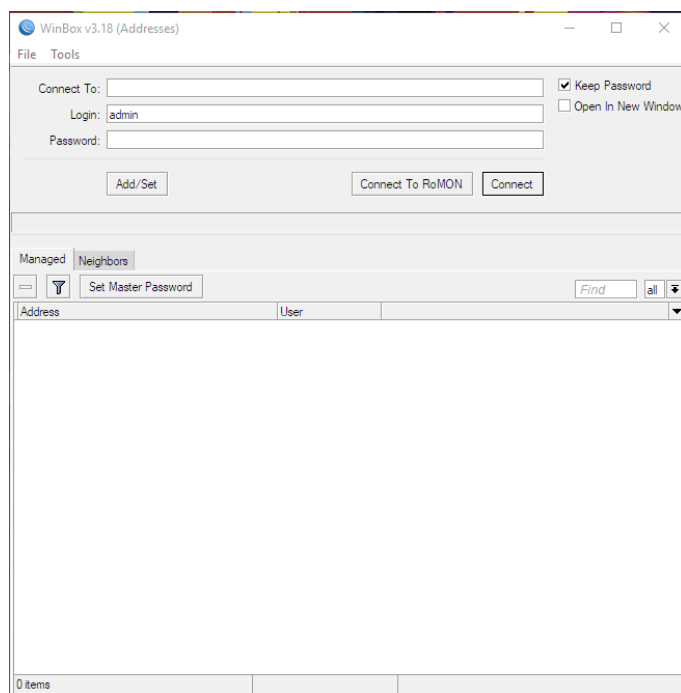 WinBox v3.18 (Addresses)
File Tools
Connect To:
Keep Password
Login: admin
Open In New Window
Password:
Add/Set Connect To RoMON Connect
Managed Neighbors
Set Master Password Find all
Address User
0 items